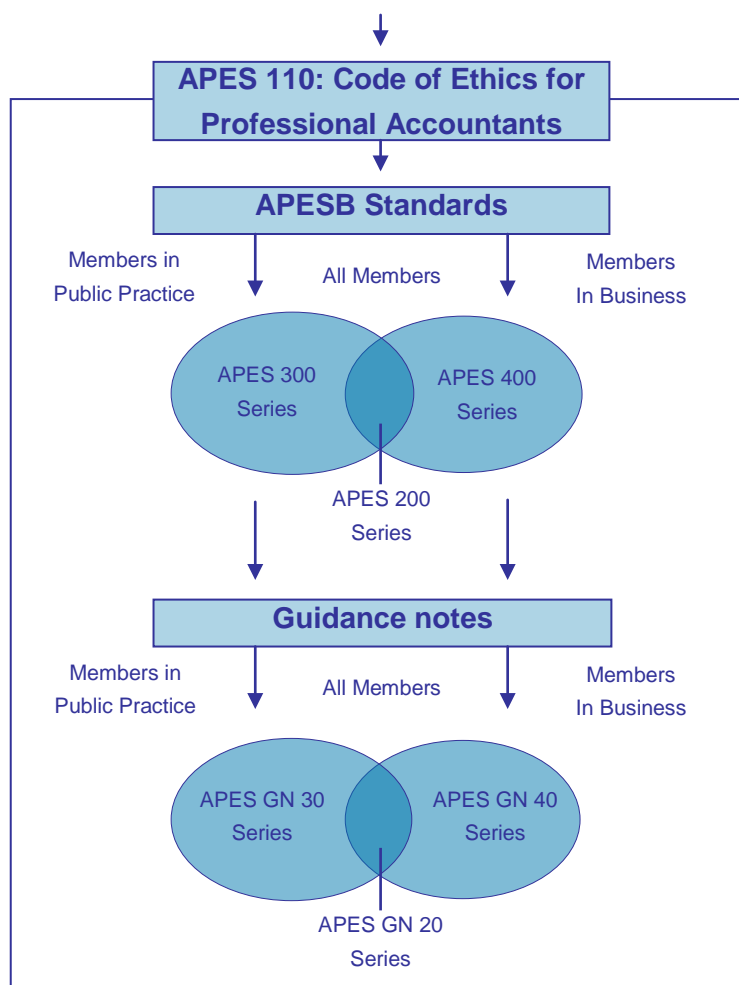 APES 110: Code of Ethics for
Professional Accountants
APESB Standards
Members in
Public Practice
All Members
Members
In Business
APES 300
Series
APES 400
Series
APES 200
Series
Guidance notes
Members in
Public Practice
All Members
Members
In Business
APES GN 30
Series
APES GN 40
Series
APES GN 20
Series